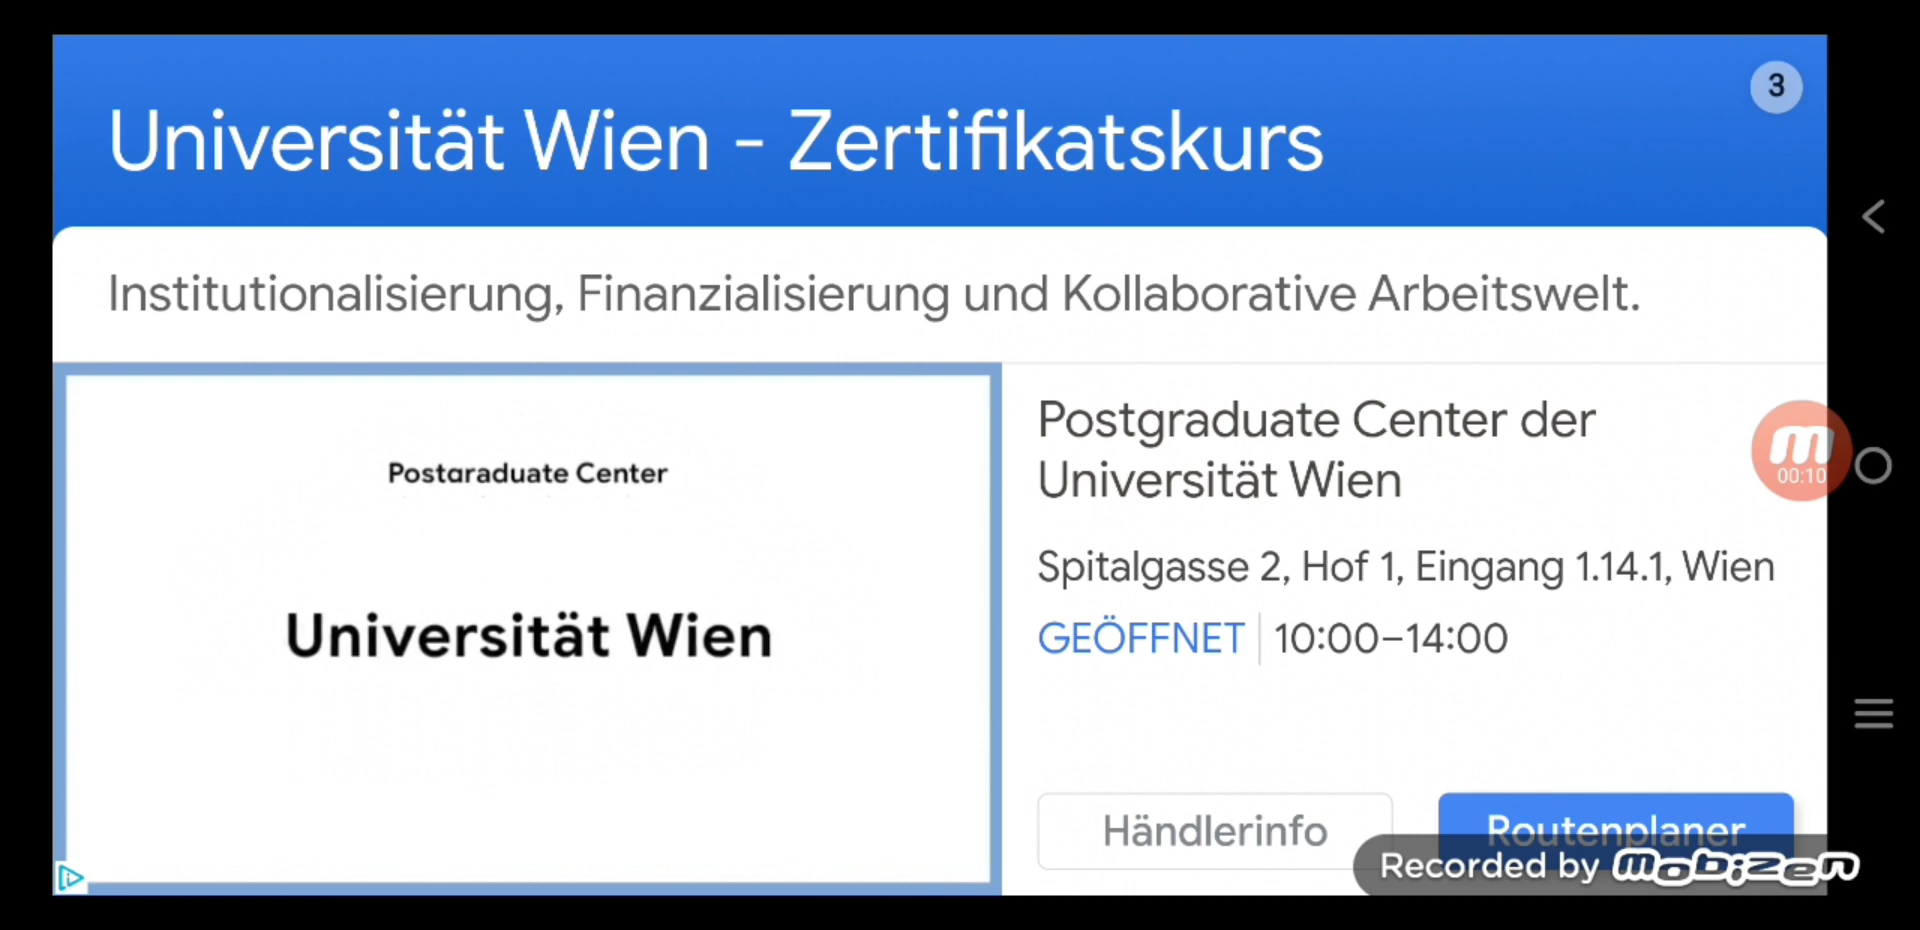 Universität Wien - Zertifikatskurs
3
Institutionalisierung, Finanzialisierung und Kollaborative Arbeitswelt.
Postgraduate Center
Universität Wien
Postgraduate Center der
Universität Wien
Spitalgasse 2, Hof 1, Eingang 1.14.1, Wien
GEÖFFNET 10:00–14:00
00:10
Händlerinfo
Routenplaner
Recorded by mobizen